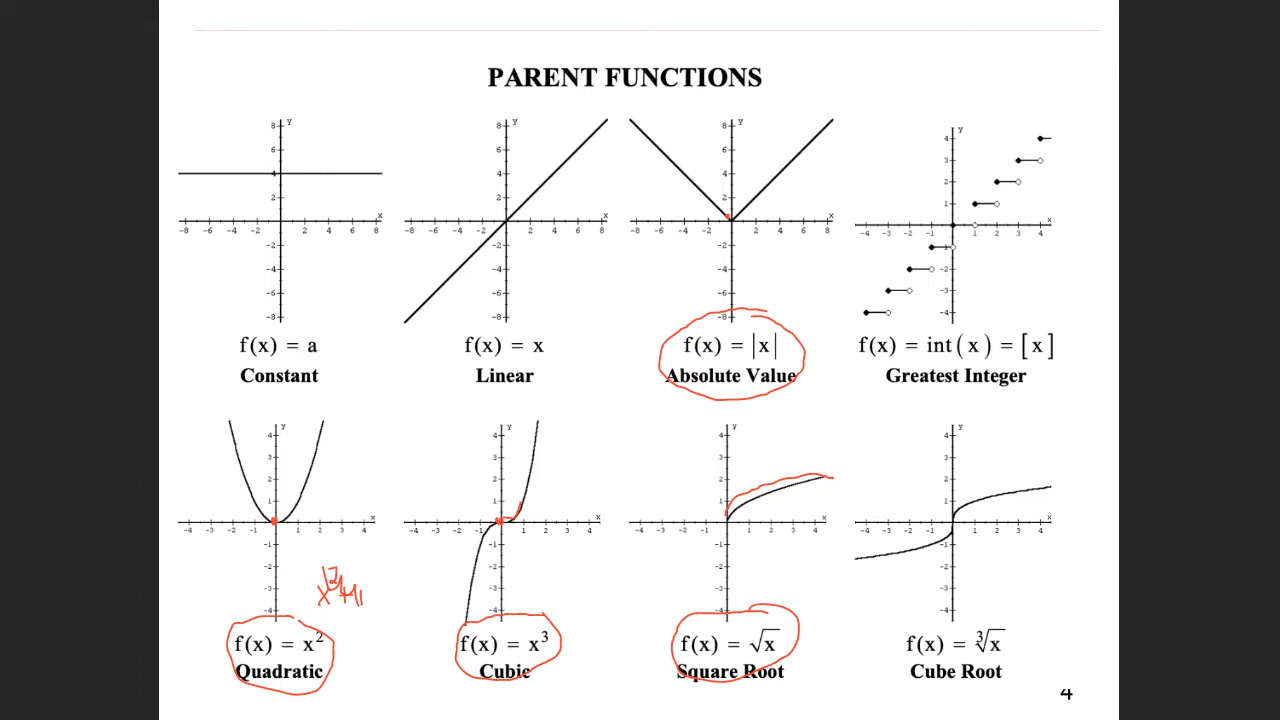 PARENT FUNCTIONS
f(x) = a
Constant
f(x) = x
Linear
f(x) = |x|
Absolute Value
f(x) = int(x) = [x]
Greatest Integer
f(x) = x²
Quadratic
f(x) = x³
Cubic
f(x) = √x
Square Root
f(x) = ∛x
Cube Root
4